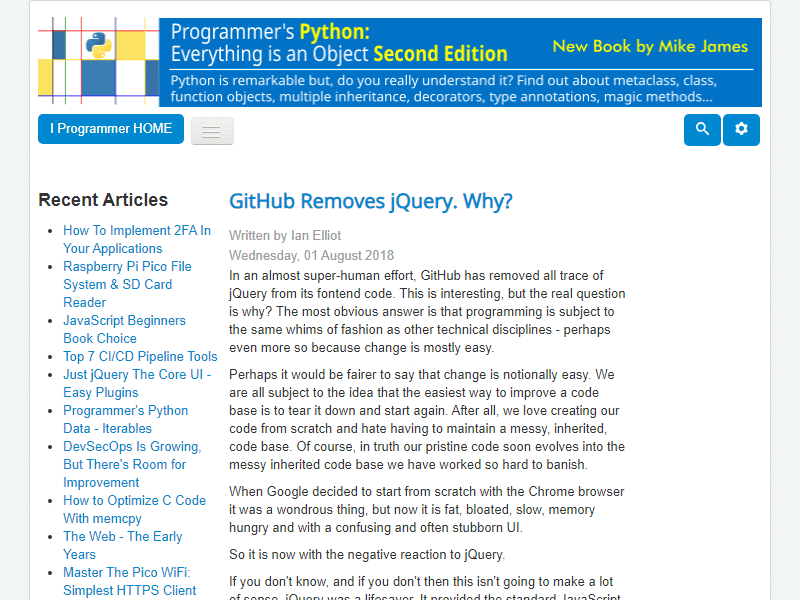 Programmer's Python:
Everything is an Object Second Edition
New Book by Mike James
Python is remarkable but, do you really understand it? Find out about metaclass, class,
function objects, multiple inheritance, decorators, type annotations, magic methods...
I Programmer HOME
Recent Articles
How To Implement 2FA In
Your Applications
Raspberry Pi Pico File
System & SD Card
Reader
JavaScript Beginners
Book Choice
Top 7 CI/CD Pipeline Tools
Just jQuery The Core UI -
Easy Plugins
Programmer's Python
Data - Iterables
DevSecOps Is Growing,
But There's Room for
Improvement
How to Optimize C Code
With memcpy
The Web - The Early
Years
Master The Pico WiFi:
Simplest HTTPS Client
GitHub Removes jQuery. Why?
Written by Ian Elliot
Wednesday, 01 August 2018
In an almost super-human effort, GitHub has removed all trace of
jQuery from its fontend code. This is interesting, but the real question
is why? The most obvious answer is that programming is subject to
the same whims of fashion as other technical disciplines - perhaps
even more so because change is mostly easy.
Perhaps it would be fairer to say that change is notionally easy. We
are all subject to the idea that the easiest way to improve a code
base is to tear it down and start again. After all, we love creating our
code from scratch and hate having to maintain a messy, inherited,
code base. Of course, in truth our pristine code soon evolves into the
messy inherited code base we have worked so hard to banish.
When Google decided to start from scratch with the Chrome browser
it was a wondrous thing, but now it is fat, bloated, slow, memory
hungry and with a confusing and often stubborn UI.
So it is now with the negative reaction to jQuery.
If you don't know, and if you don't then this isn't going to make a lot
of sense, jQuery was a lifesaver. It provided the standard JavaScript